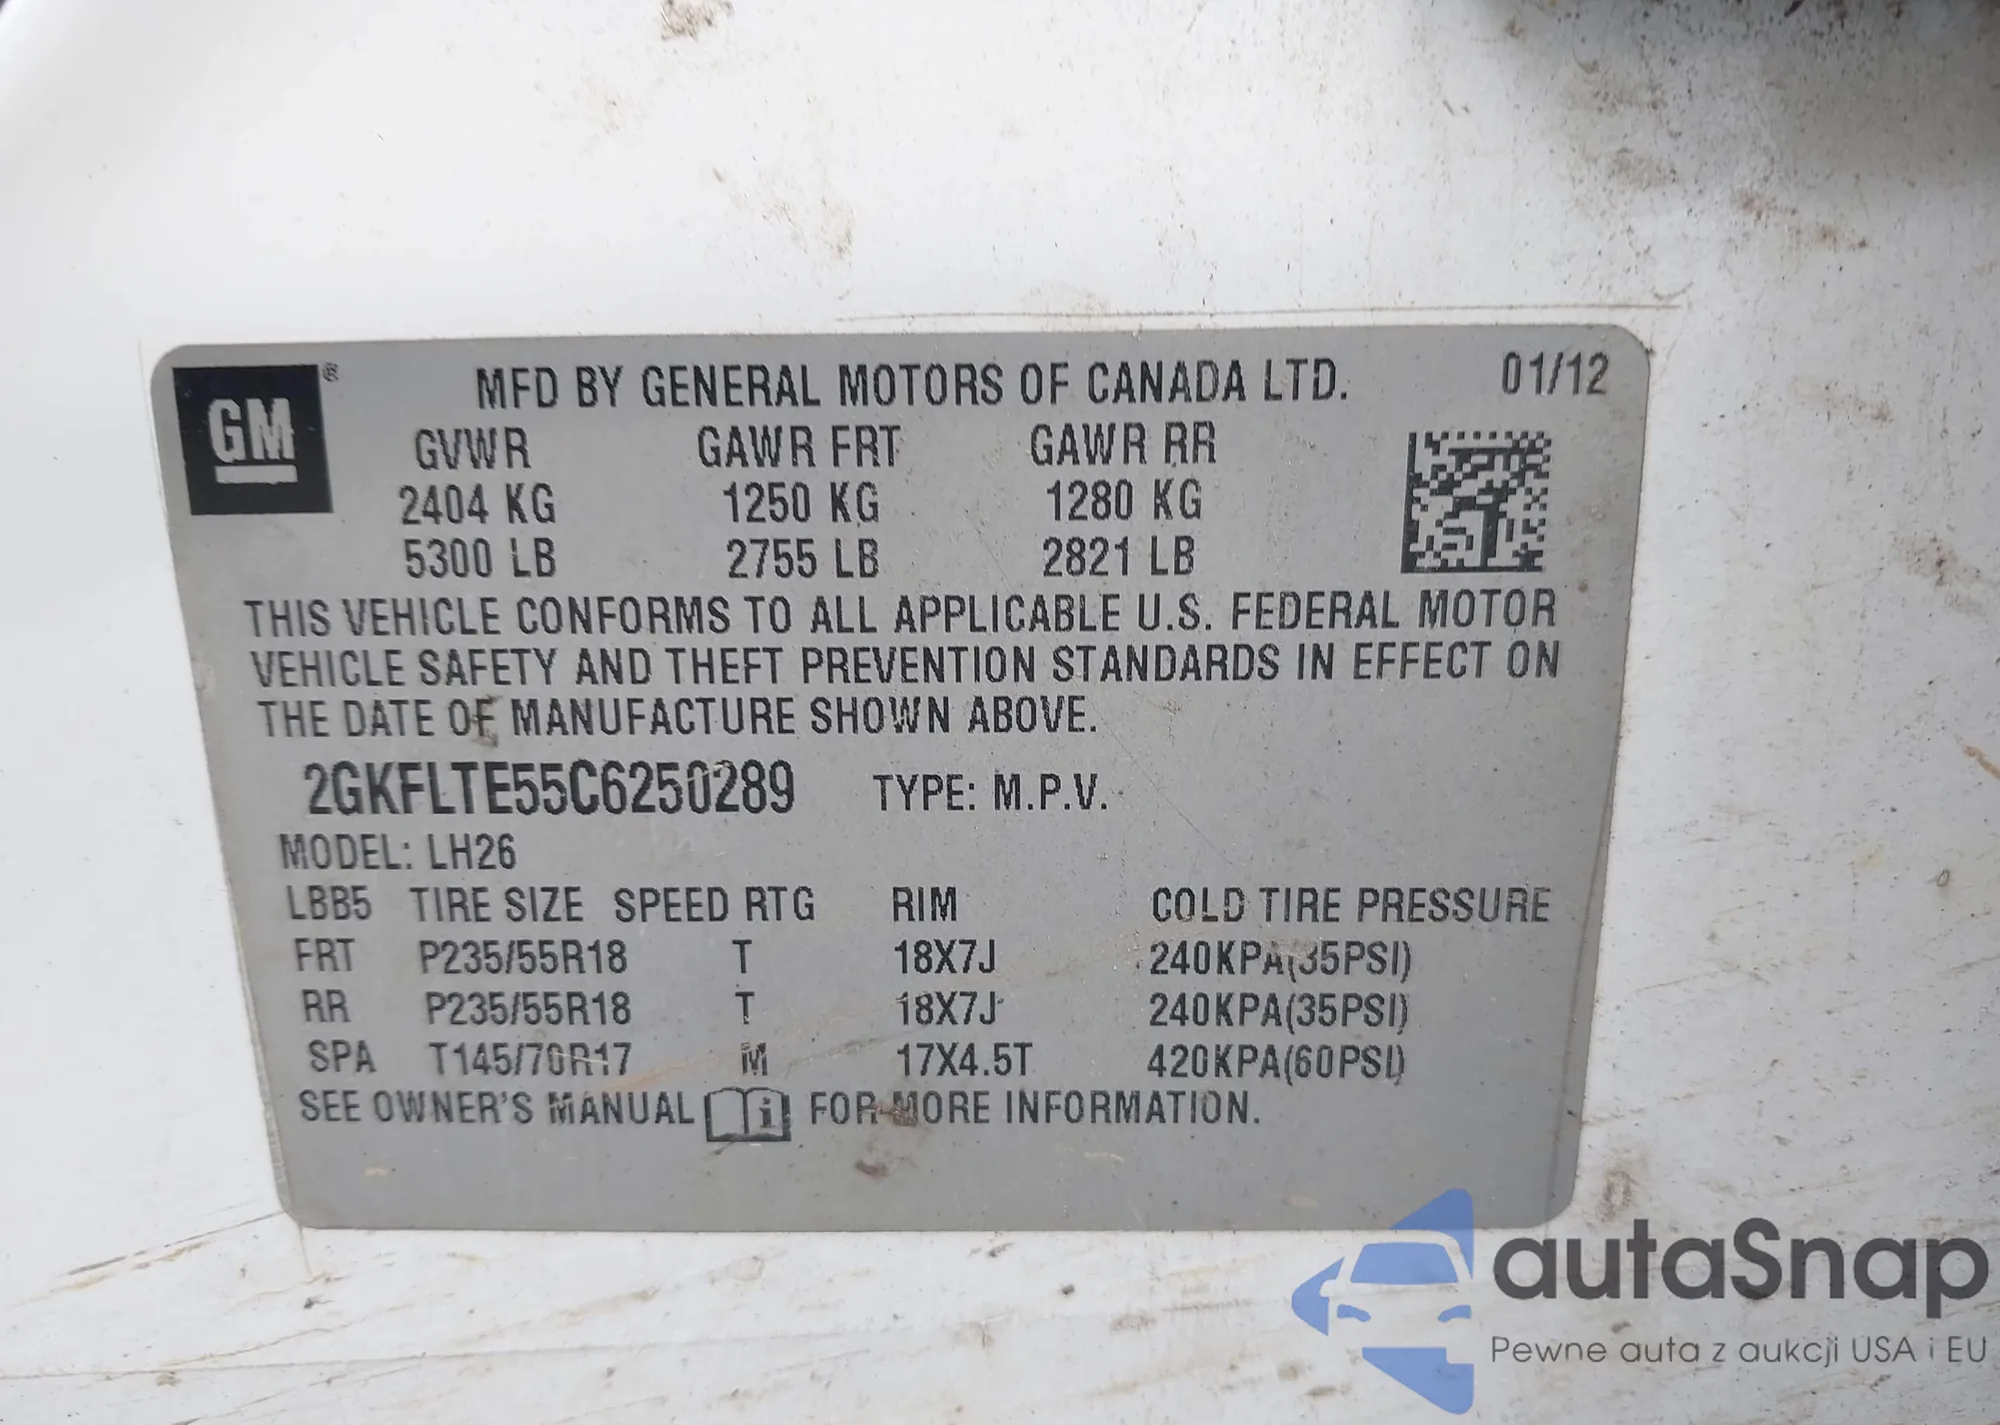 GM ® MFD BY GENERAL MOTORS OF CANADA LTD. 01/12
GVWR GAWR FRT GAWR RR
2404 KG 1250 KG 1280 KG
5300 LB 2755 LB 2821 LB
THIS VEHICLE CONFORMS TO ALL APPLICABLE U.S. FEDERAL MOTOR
VEHICLE SAFETY AND THEFT PREVENTION STANDARDS IN EFFECT ON
THE DATE OF MANUFACTURE SHOWN ABOVE.
2GKFLTE55C6250289 TYPE: M.P.V.
MODEL: LH26
LBB5 TIRE SIZE SPEED RTG RIM COLD TIRE PRESSURE
FRT P235/55R18 T 18X7J 240KPA(35PSI)
RR P235/55R18 T 18X7J 240KPA(35PSI)
SPA T145/70R17 M 17X4.5T 420KPA(60PSI)
SEE OWNER'S MANUAL i FOR MORE INFORMATION.
autaSnap
Pewne auta z aukcji USA i EU